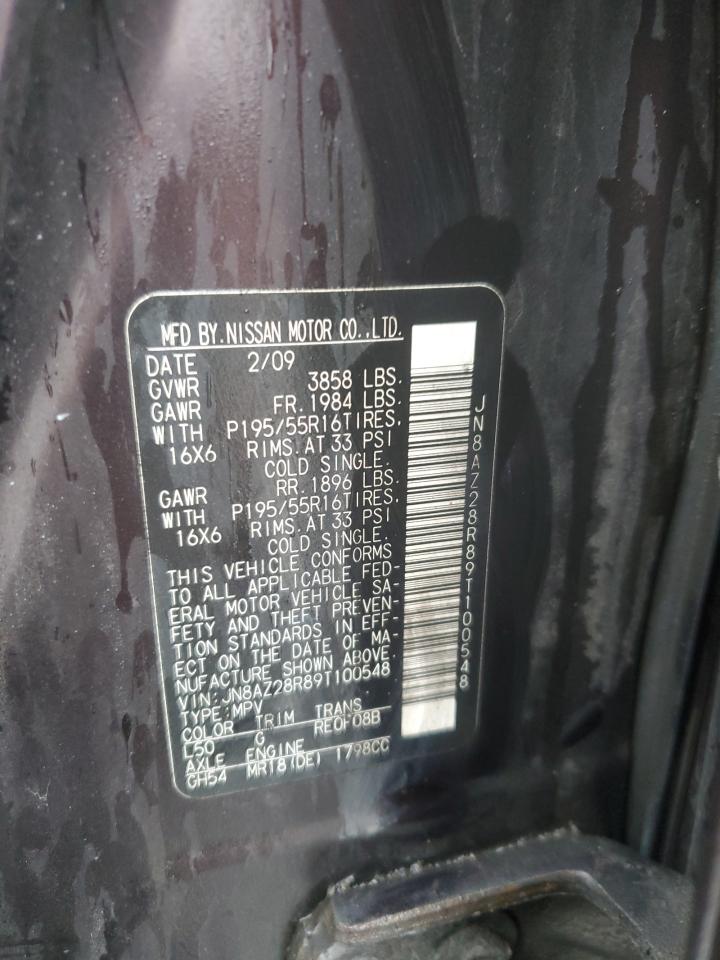 MFD BY.NISSAN MOTOR CO.,LTD.
DATE 2/09
GVWR 3858 LBS.
GAWR FR.1984 LBS.
WITH P195/55R16TIRES,
16X6 RIMS.AT 33 PSI
COLD SINGLE.
GAWR RR.1896 LBS.
WITH P195/55R16TIRES,
16X6 RIMS.AT 33 PSI
COLD SINGLE.
THIS VEHICLE CONFORMS
TO ALL APPLICABLE FED-
ERAL MOTOR VEHICLE SA-
FETY AND THEFT PREVEN-
TION STANDARDS IN EFF-
ECT ON THE DATE OF MA-
NUFACTURE SHOWN ABOVE.
VIN:JN8AZ28R89T100548
TYPE:MPV
COLOR TRIM TRANS
L50 G RE0F08B
AXLE ENGINE
GH54 MR18(DE) 1798CC
JN8AZ28R89T100548